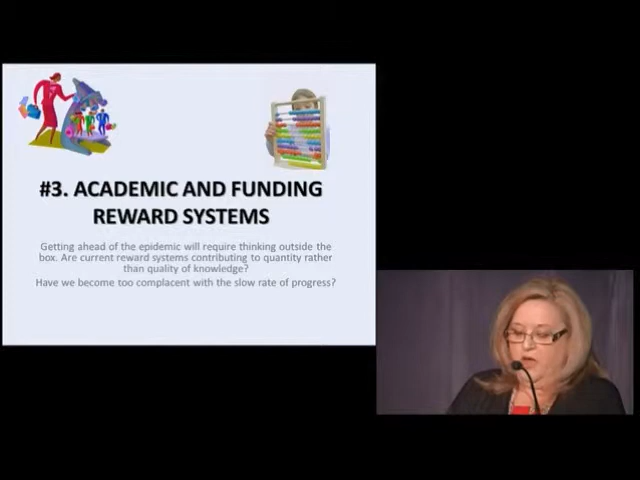 #3. ACADEMIC AND FUNDING
REWARD SYSTEMS
Getting ahead of the epidemic will require thinking outside the
box. Are current reward systems contributing to quantity rather
than quality of knowledge?
Have we become too complacent with the slow rate of progress?